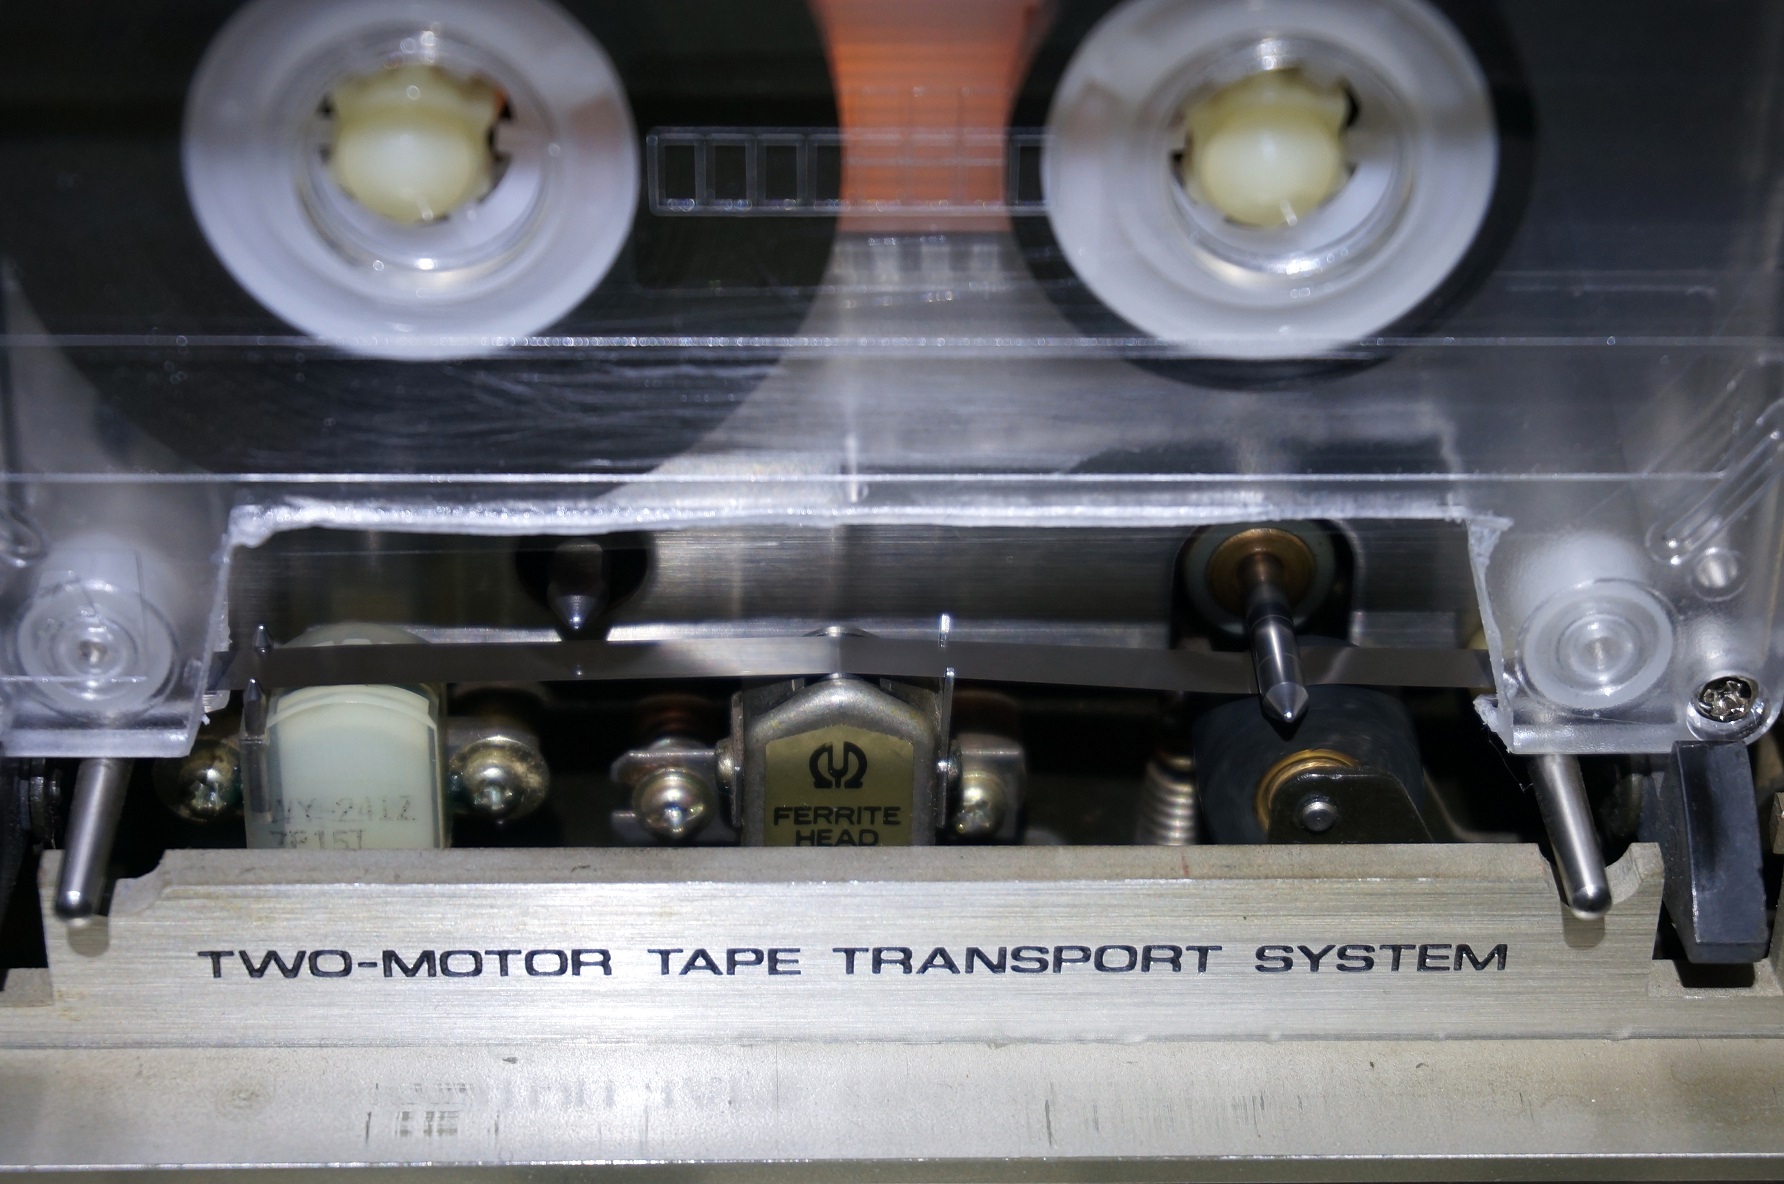 FERRITE
HEAD
TWO-MOTOR TAPE TRANSPORT SYSTEM